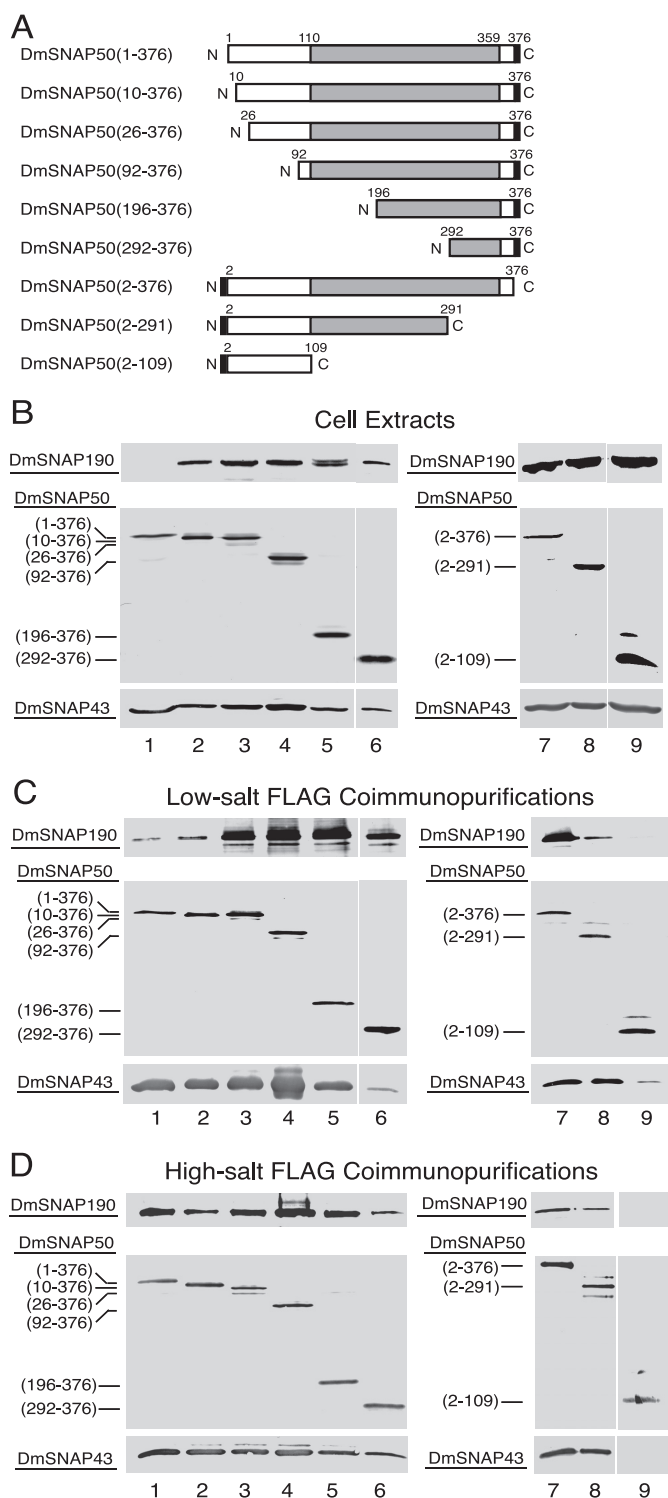 A
1 110 359 376
DmSNAP50(1-376) N C
10 376
DmSNAP50(10-376) N C
26 376
DmSNAP50(26-376) N C
92 376
DmSNAP50(92-376) N C
196 376
DmSNAP50(196-376) N C
292 376
DmSNAP50(292-376) N C
2 376
DmSNAP50(2-376) N C
2 291
DmSNAP50(2-291) N C
2 109
DmSNAP50(2-109) N C
B Cell Extracts
DmSNAP190 DmSNAP190
DmSNAP50 DmSNAP50
(1-376)
(10-376) (2-376)
(26-376)
(92-376) (2-291)
(196-376)
(292-376) (2-109)
DmSNAP43 DmSNAP43
1 2 3 4 5 6 7 8 9
C Low-salt FLAG Coimmunopurifications
DmSNAP190 DmSNAP190
DmSNAP50 DmSNAP50
(1-376)
(10-376) (2-376)
(26-376)
(92-376) (2-291)
(196-376)
(292-376) (2-109)
DmSNAP43 DmSNAP43
1 2 3 4 5 6 7 8 9
D High-salt FLAG Coimmunopurifications
DmSNAP190 DmSNAP190
DmSNAP50 DmSNAP50
(1-376) (2-376)
(10-376) (2-291)
(26-376)
(92-376)
(196-376)
(292-376) (2-109)
DmSNAP43 DmSNAP43
1 2 3 4 5 6 7 8 9